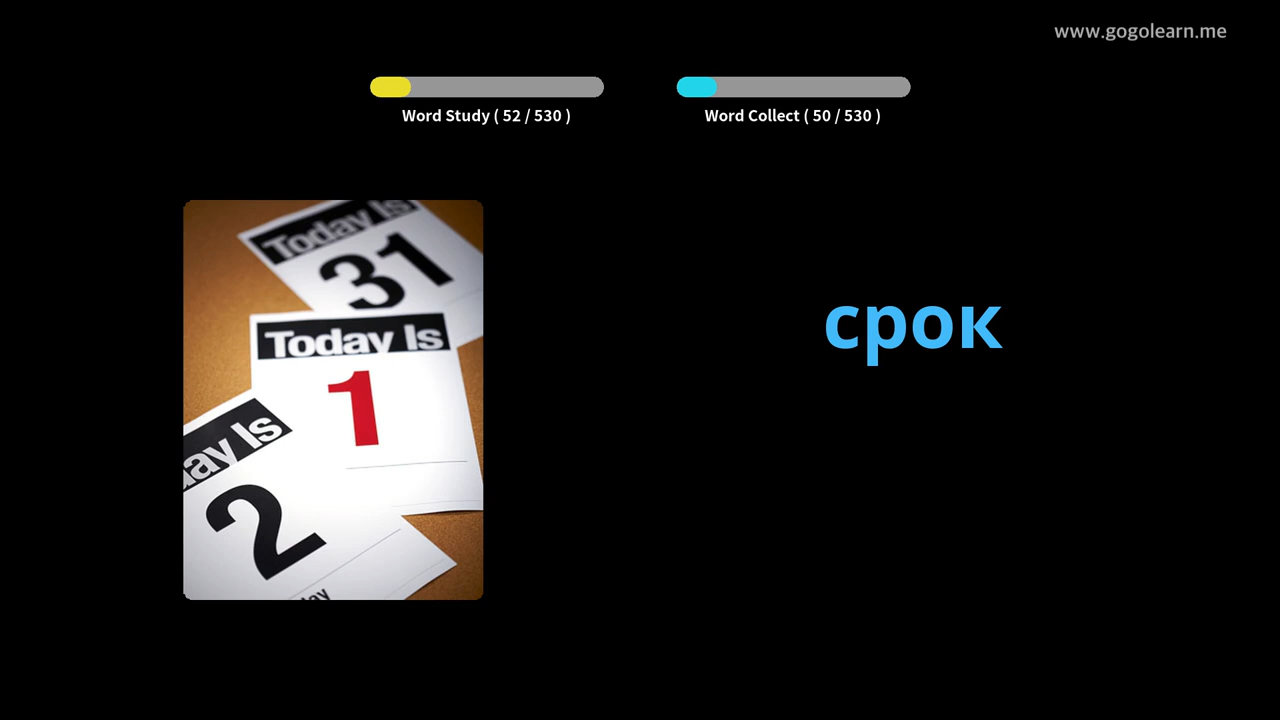 www.gogolearn.me
Word Study ( 52 / 530 )
Word Collect ( 50 / 530 )
Today Is
31
Today Is
1
ay Is
2
ay
срок